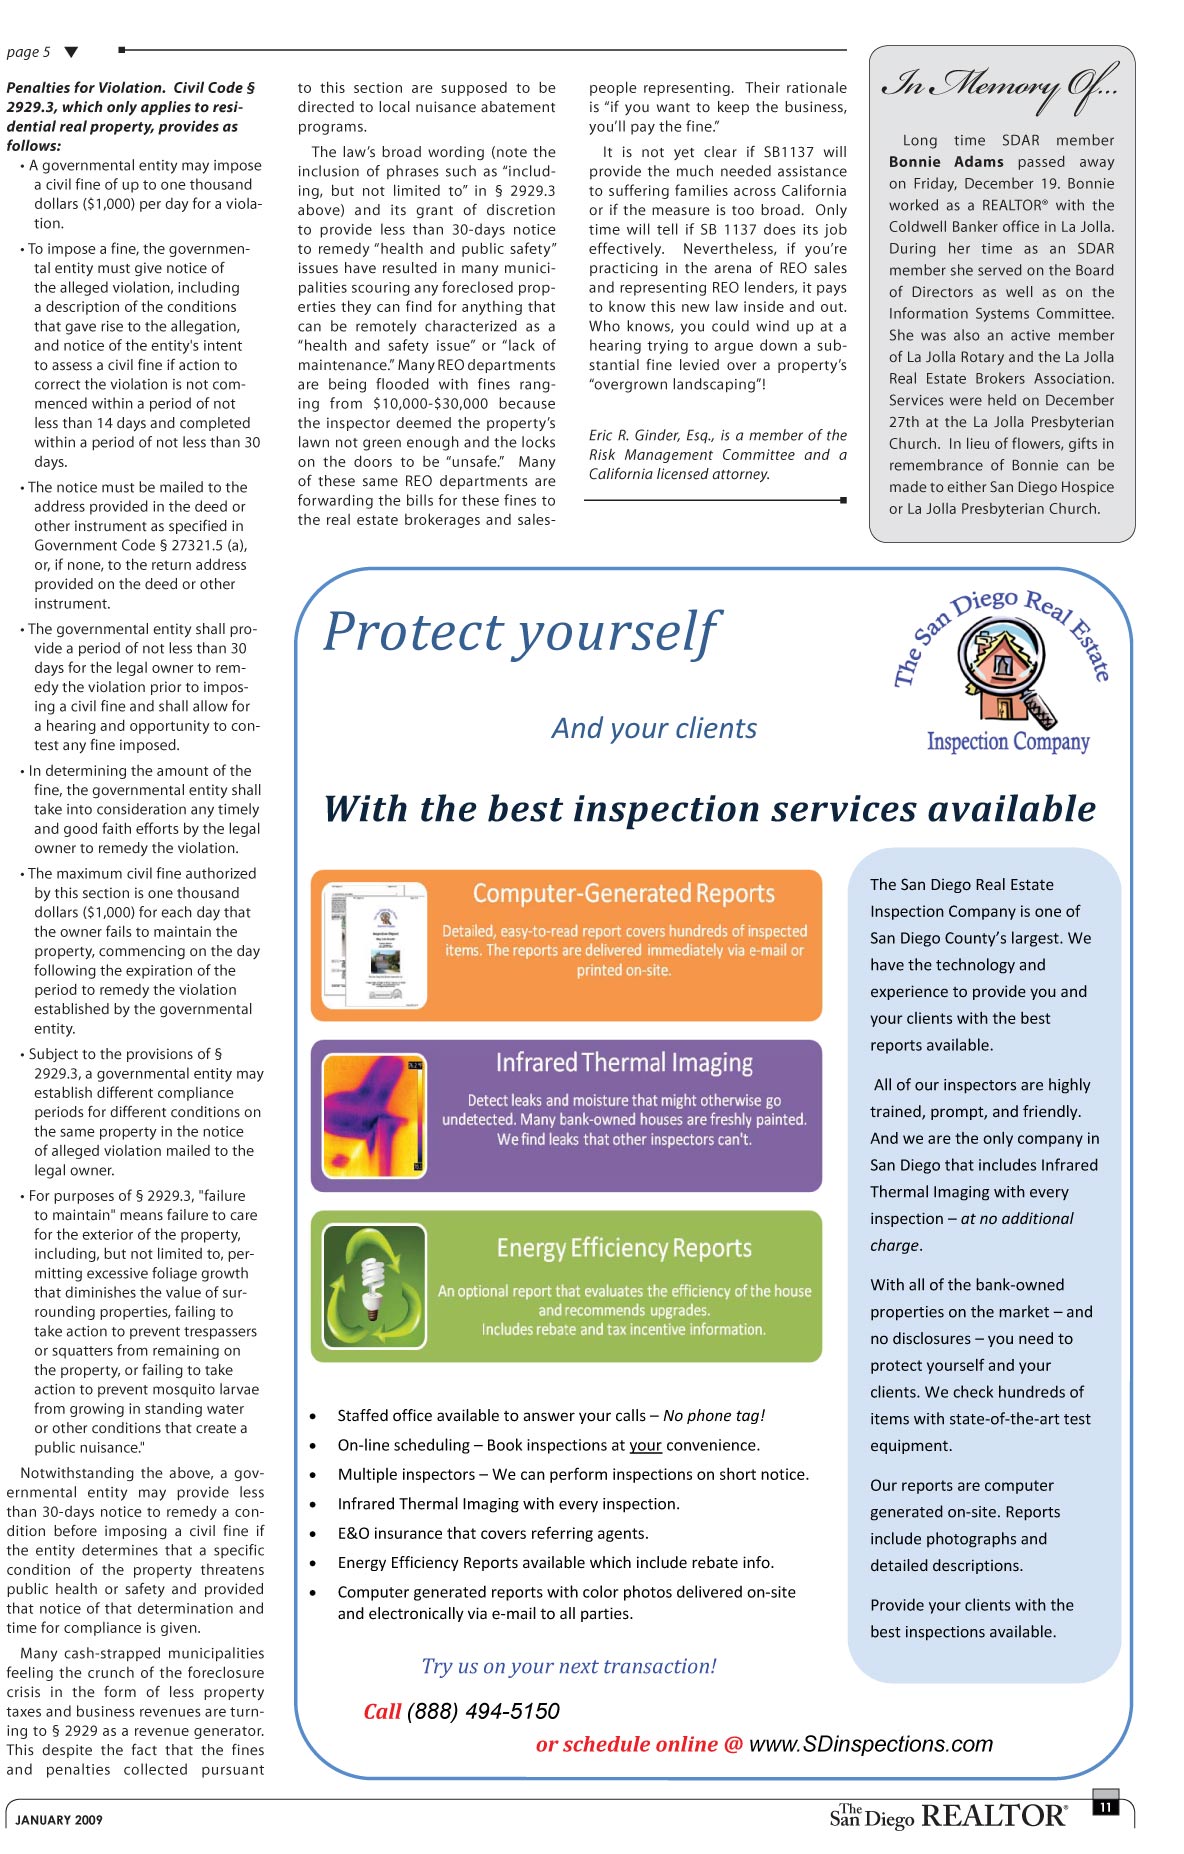 page 5 ▼
Penalties for Violation.  Civil Code §
2929.3, which only applies to resi-
dential real property, provides as
follows:
• A governmental entity may impose
a civil fine of up to one thousand
dollars ($1,000) per day for a viola-
tion.
• To impose a fine, the governmen-
tal entity must give notice of
the alleged violation, including
a description of the conditions
that gave rise to the allegation,
and notice of the entity's intent
to assess a civil fine if action to
correct the violation is not com-
menced within a period of not
less than 14 days and completed
within a period of not less than 30
days.
• The notice must be mailed to the
address provided in the deed or
other instrument as specified in
Government Code § 27321.5 (a),
or, if none, to the return address
provided on the deed or other
instrument.
• The governmental entity shall pro-
vide a period of not less than 30
days for the legal owner to rem-
edy the violation prior to impos-
ing a civil fine and shall allow for
a hearing and opportunity to con-
test any fine imposed.
• In determining the amount of the
fine, the governmental entity shall
take into consideration any timely
and good faith efforts by the legal
owner to remedy the violation.
• The maximum civil fine authorized
by this section is one thousand
dollars ($1,000) for each day that
the owner fails to maintain the
property, commencing on the day
following the expiration of the
period to remedy the violation
established by the governmental
entity.
• Subject to the provisions of §
2929.3, a governmental entity may
establish different compliance
periods for different conditions on
the same property in the notice
of alleged violation mailed to the
legal owner.
• For purposes of § 2929.3, "failure
to maintain" means failure to care
for the exterior of the property,
including, but not limited to, per-
mitting excessive foliage growth
that diminishes the value of sur-
rounding properties, failing to
take action to prevent trespassers
or squatters from remaining on
the property, or failing to take
action to prevent mosquito larvae
from growing in standing water
or other conditions that create a
public nuisance."
Notwithstanding the above, a gov-
ernmental entity may provide less
than 30-days notice to remedy a con-
dition before imposing a civil fine if
the entity determines that a specific
condition of the property threatens
public health or safety and provided
that notice of that determination and
time for compliance is given.
Many cash-strapped municipalities
feeling the crunch of the foreclosure
crisis in the form of less property
taxes and business revenues are turn-
ing to § 2929 as a revenue generator.
This despite the fact that the fines
and penalties collected pursuant
to this section are supposed to be
directed to local nuisance abatement
programs.
The law's broad wording (note the
inclusion of phrases such as “includ-
ing, but not limited to” in § 2929.3
above) and its grant of discretion
to provide less than 30-days notice
to remedy “health and public safety”
issues have resulted in many munici-
palities scouring any foreclosed prop-
erties they can find for anything that
can be remotely characterized as a
“health and safety issue” or “lack of
maintenance.” Many REO departments
are being flooded with fines rang-
ing from $10,000-$30,000 because
the inspector deemed the property's
lawn not green enough and the locks
on the doors to be “unsafe.”  Many
of these same REO departments are
forwarding the bills for these fines to
the real estate brokerages and sales-
people representing.  Their rationale
is “if you want to keep the business,
you'll pay the fine.”
It is not yet clear if SB1137 will
provide the much needed assistance
to suffering families across California
or if the measure is too broad.  Only
time will tell if SB 1137 does its job
effectively.  Nevertheless, if you're
practicing in the arena of REO sales
and representing REO lenders, it pays
to know this new law inside and out.
Who knows, you could wind up at a
hearing trying to argue down a sub-
stantial fine levied over a property's
“overgrown landscaping”!
Eric R. Ginder, Esq., is a member of the
Risk Management Committee and a
California licensed attorney.
In Memory Of...
Long time SDAR member
Bonnie Adams passed away
on Friday, December 19. Bonnie
worked as a REALTOR® with the
Coldwell Banker office in La Jolla.
During her time as an SDAR
member she served on the Board
of Directors as well as on the
Information Systems Committee.
She was also an active member
of La Jolla Rotary and the La Jolla
Real Estate Brokers Association.
Services were held on December
27th at the La Jolla Presbyterian
Church.  In lieu of flowers, gifts in
remembrance of Bonnie can be
made to either San Diego Hospice
or La Jolla Presbyterian Church.
Protect yourself
And your clients
The San Diego Real Estate
Inspection Company
With the best inspection services available
Computer-Generated Reports
Detailed, easy-to-read report covers hundreds of inspected
items. The reports are delivered immediately via e-mail or
printed on-site.
Infrared Thermal Imaging
Detect leaks and moisture that might otherwise go
undetected. Many bank-owned houses are freshly painted.
We find leaks that other inspectors can't.
Energy Efficiency Reports
An optional report that evaluates the efficiency of the house
and recommends upgrades.
Includes rebate and tax incentive information.
• Staffed office available to answer your calls – No phone tag!
• On-line scheduling – Book inspections at your convenience.
• Multiple inspectors – We can perform inspections on short notice.
• Infrared Thermal Imaging with every inspection.
• E&O insurance that covers referring agents.
• Energy Efficiency Reports available which include rebate info.
• Computer generated reports with color photos delivered on-site
and electronically via e-mail to all parties.
Try us on your next transaction!
Call (888) 494-5150
or schedule online @ www.SDinspections.com
The San Diego Real Estate
Inspection Company is one of
San Diego County's largest. We
have the technology and
experience to provide you and
your clients with the best
reports available.
All of our inspectors are highly
trained, prompt, and friendly.
And we are the only company in
San Diego that includes Infrared
Thermal Imaging with every
inspection – at no additional
charge.
With all of the bank-owned
properties on the market – and
no disclosures – you need to
protect yourself and your
clients. We check hundreds of
items with state-of-the-art test
equipment.
Our reports are computer
generated on-site. Reports
include photographs and
detailed descriptions.
Provide your clients with the
best inspections available.
JANUARY 2009
The San Diego REALTOR®
11